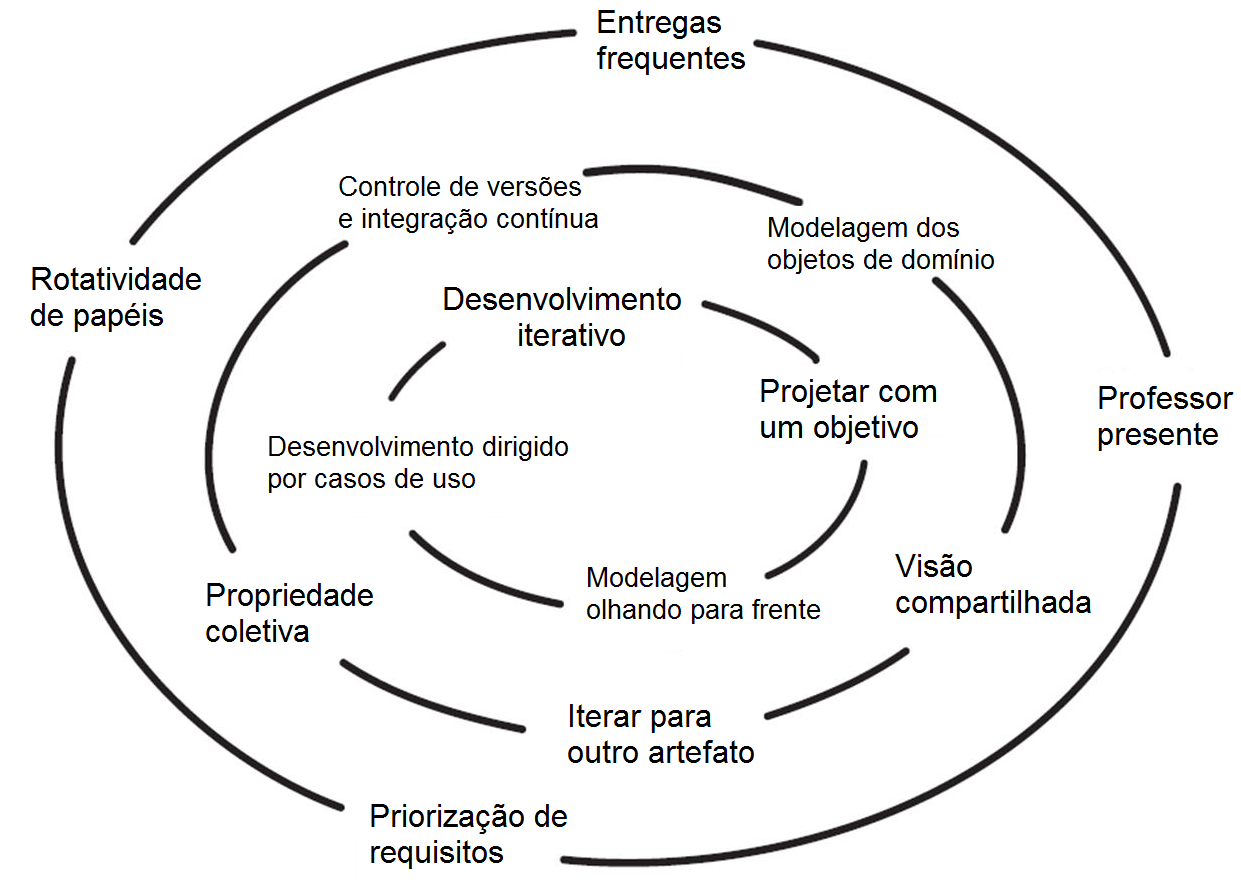 Entregas
frequentes
Controle de versões
e integração contínua
Modelagem dos
objetos de domínio
Rotatividade
de papéis
Desenvolvimento
iterativo
Projetar com
um objetivo
Professor
presente
Desenvolvimento dirigido
por casos de uso
Modelagem
olhando para frente
Visão
compartilhada
Propriedade
coletiva
Iterar para
outro artefato
Priorização de
requisitos